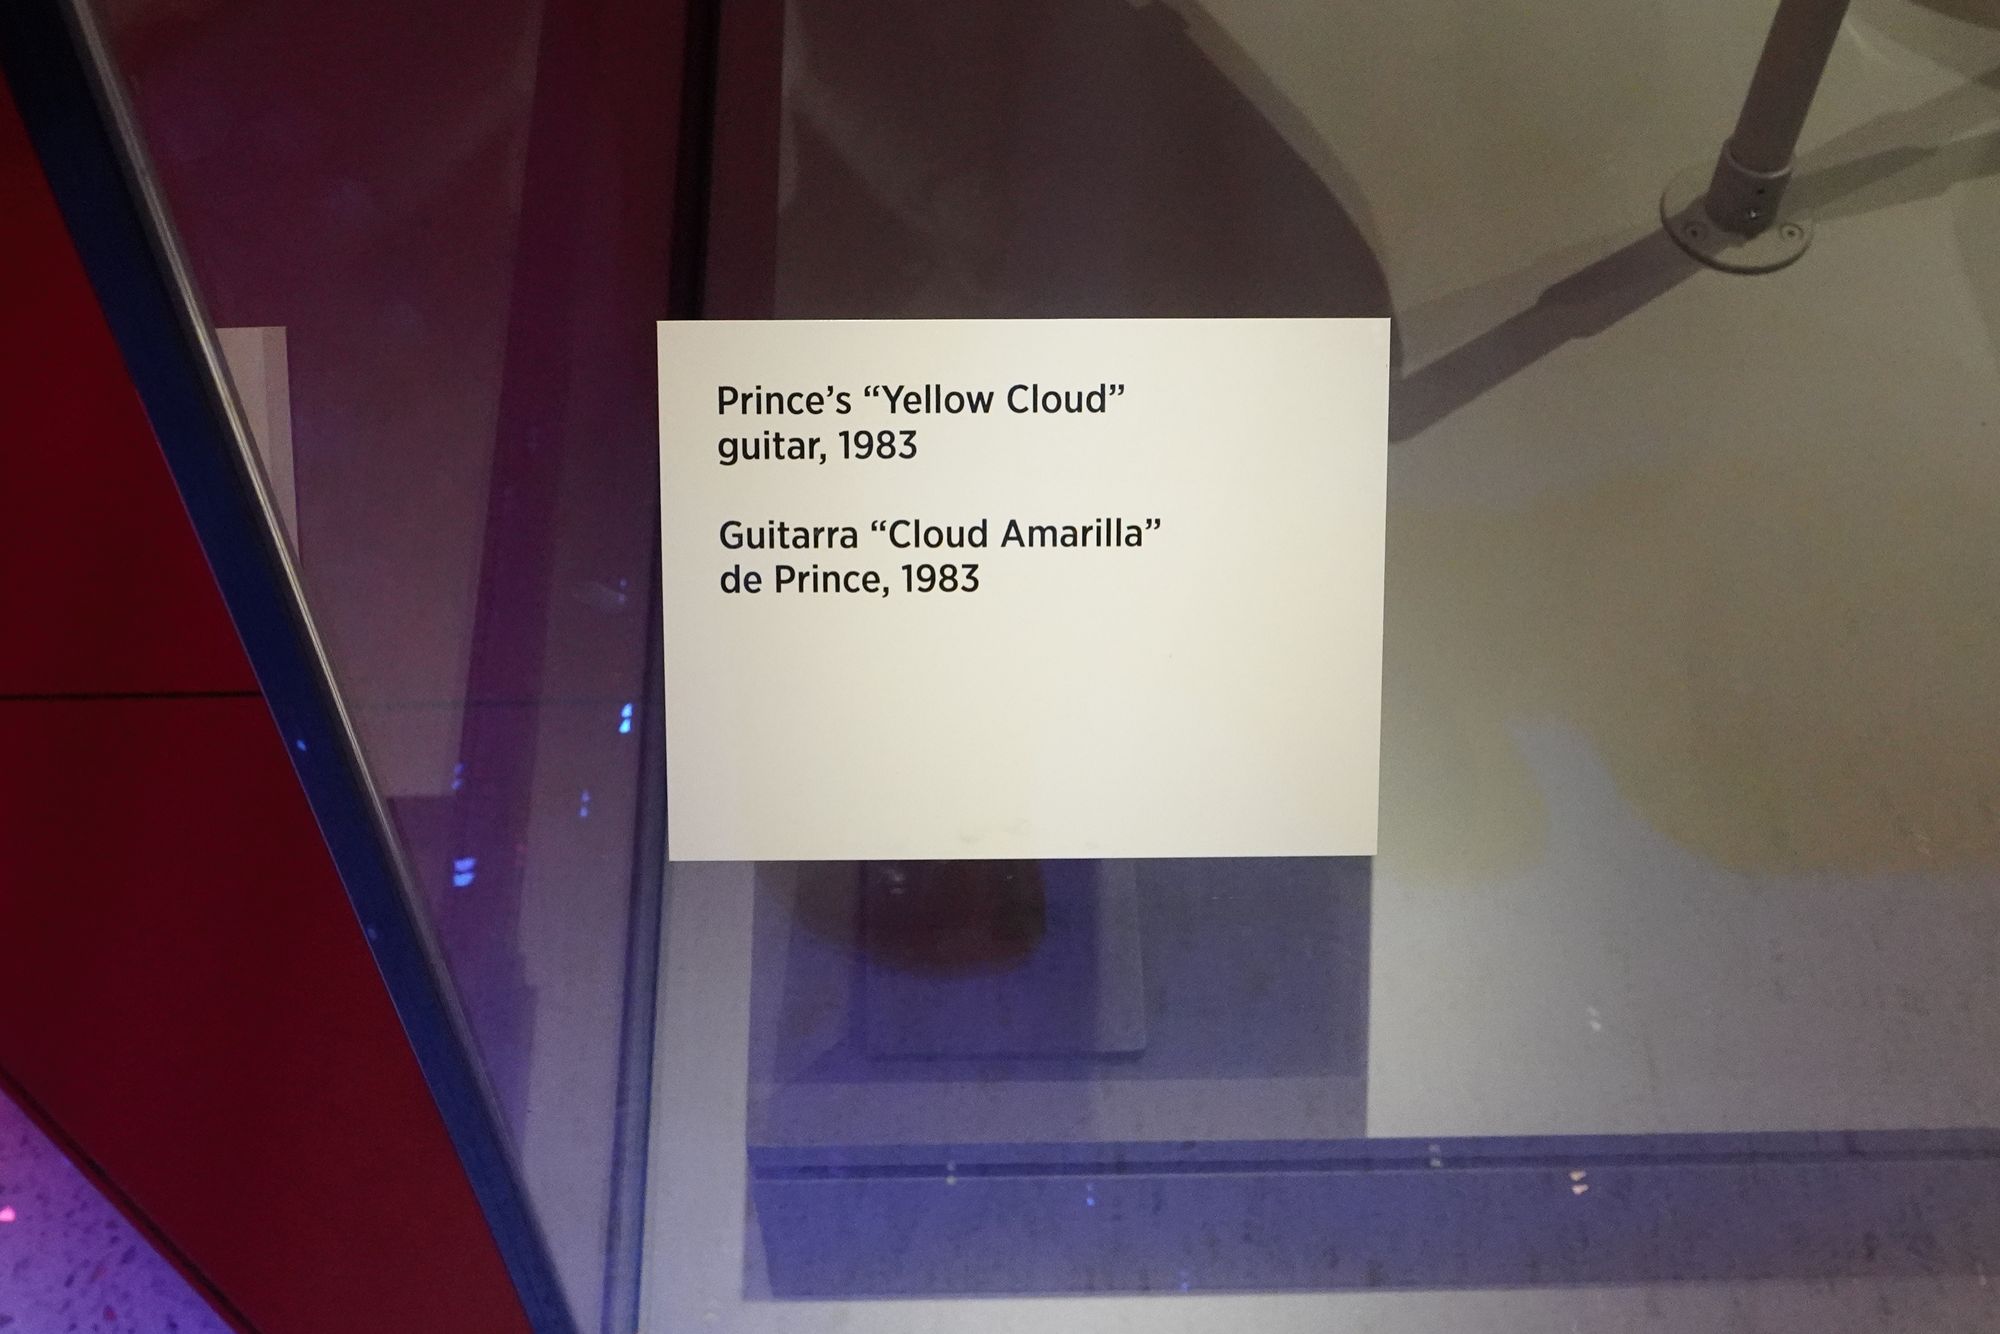 Prince’s “Yellow Cloud”
guitar, 1983
Guitarra “Cloud Amarilla”
de Prince, 1983